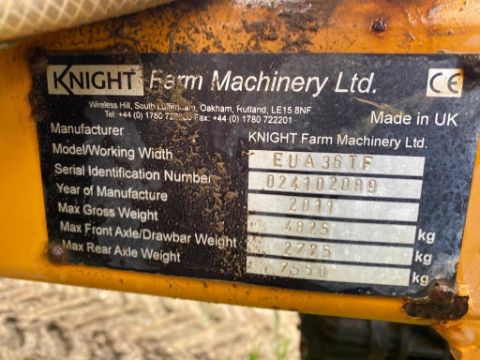 KNIGHT Farm Machinery Ltd. CE
Wireless Hill, South Luffenham, Oakham, Rutland, LE15 8NF
Tel. +44 (0) 1780 Fax: +44 (0) 1780 722201
Made in UK
Manufacturer KNIGHT Farm Machinery Ltd.
Model/Working Width EUA36TF
Serial Identification Number 024102089
Year of Manufacture 2011
Max Gross Weight 4825 kg
Max Front Axle/Drawbar Weight kg
Max Rear Axle Weight 7550 kg